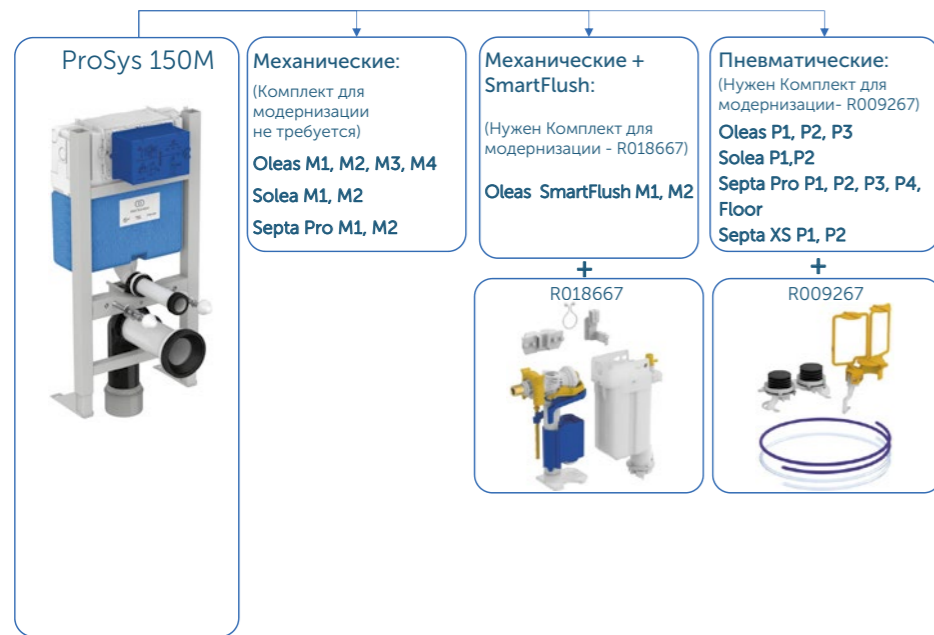 ProSys 150M
Механические:
(Комплект для
модернизации
не требуется)
Oleas M1, M2, M3, M4
Solea M1, M2
Septa Pro M1, M2
Механические +
SmartFlush:
(Нужен Комплект для
модернизации - R018667)
Oleas SmartFlush M1, M2
+
R018667
Пневматические:
(Нужен Комплект для
модернизации- R009267)
Oleas P1, P2, P3
Solea P1,P2
Septa Pro P1, P2, P3, P4,
Floor
Septa XS P1, P2
+
R009267